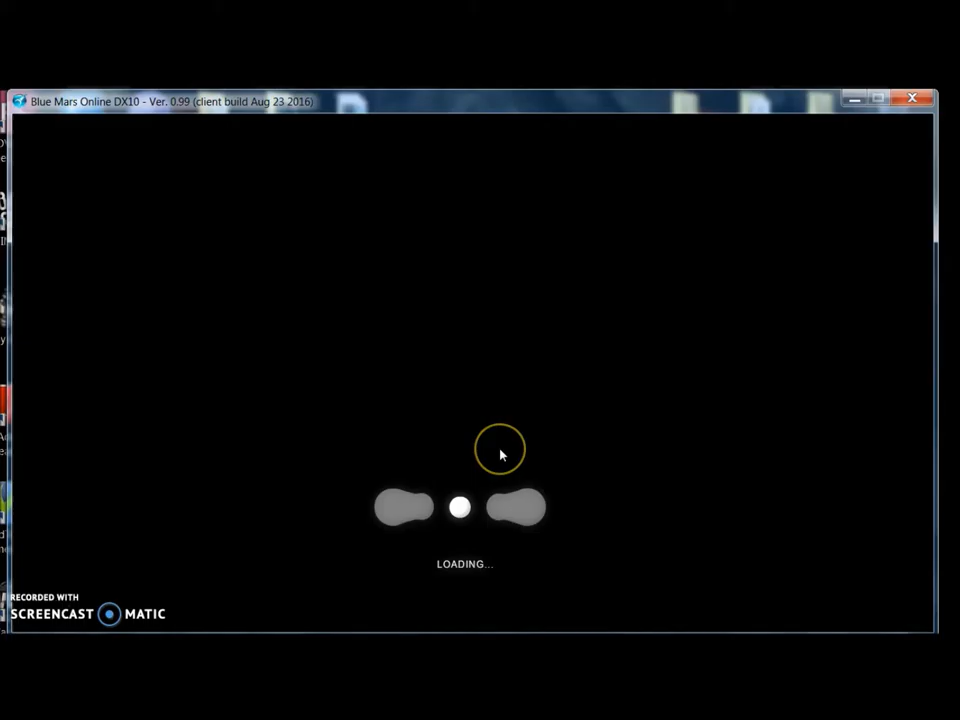 Blue Mars Online DX10 - Ver. 0.99 (client build Aug 23 2016)
LOADING...
RECORDED WITH
SCREENCAST MATIC